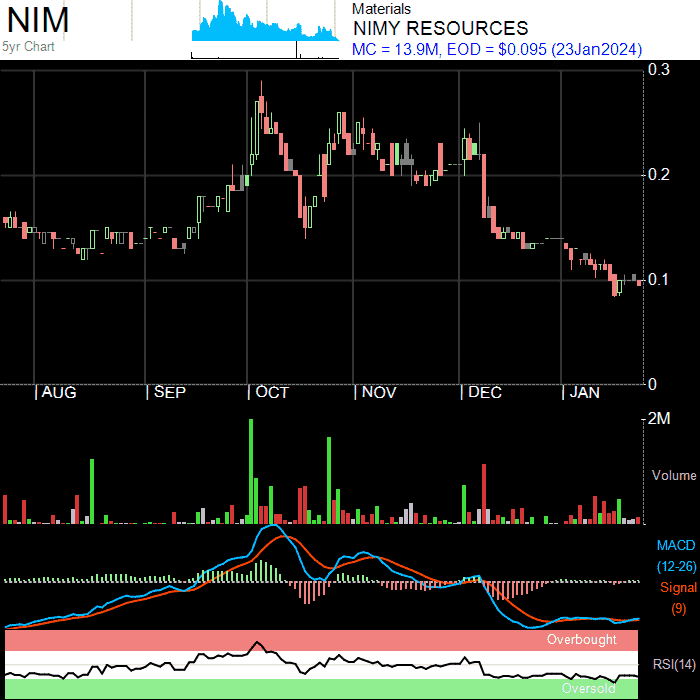 NIM
5yr Chart
Materials
NIMY RESOURCES
MC = 13.9M, EOD = $0.095 (23Jan2024)
0.3
0.2
0.1
0
AUG SEP OCT NOV DEC JAN
2M
Volume
MACD
(12-26)
Signal
(9)
Overbought
RSI(14)
Oversold